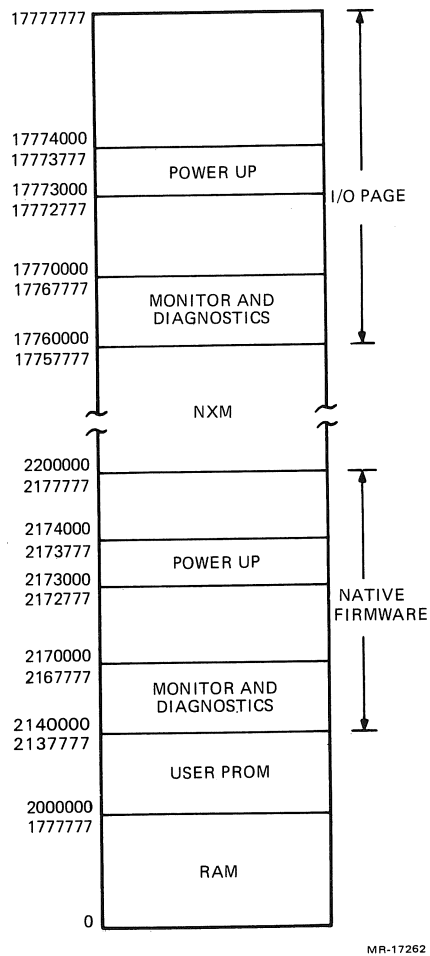 17777777
17774000
17773777
POWER UP
17773000
17772777
I/O PAGE
17770000
17767777
MONITOR AND
DIAGNOSTICS
17760000
17757777
NXM
2200000
2177777
2174000
2173777
POWER UP
2173000
2172777
NATIVE
FIRMWARE
2170000
2167777
MONITOR AND
DIAGNOSTICS
2140000
2137777
USER PROM
2000000
1777777
RAM
0
MR-17262